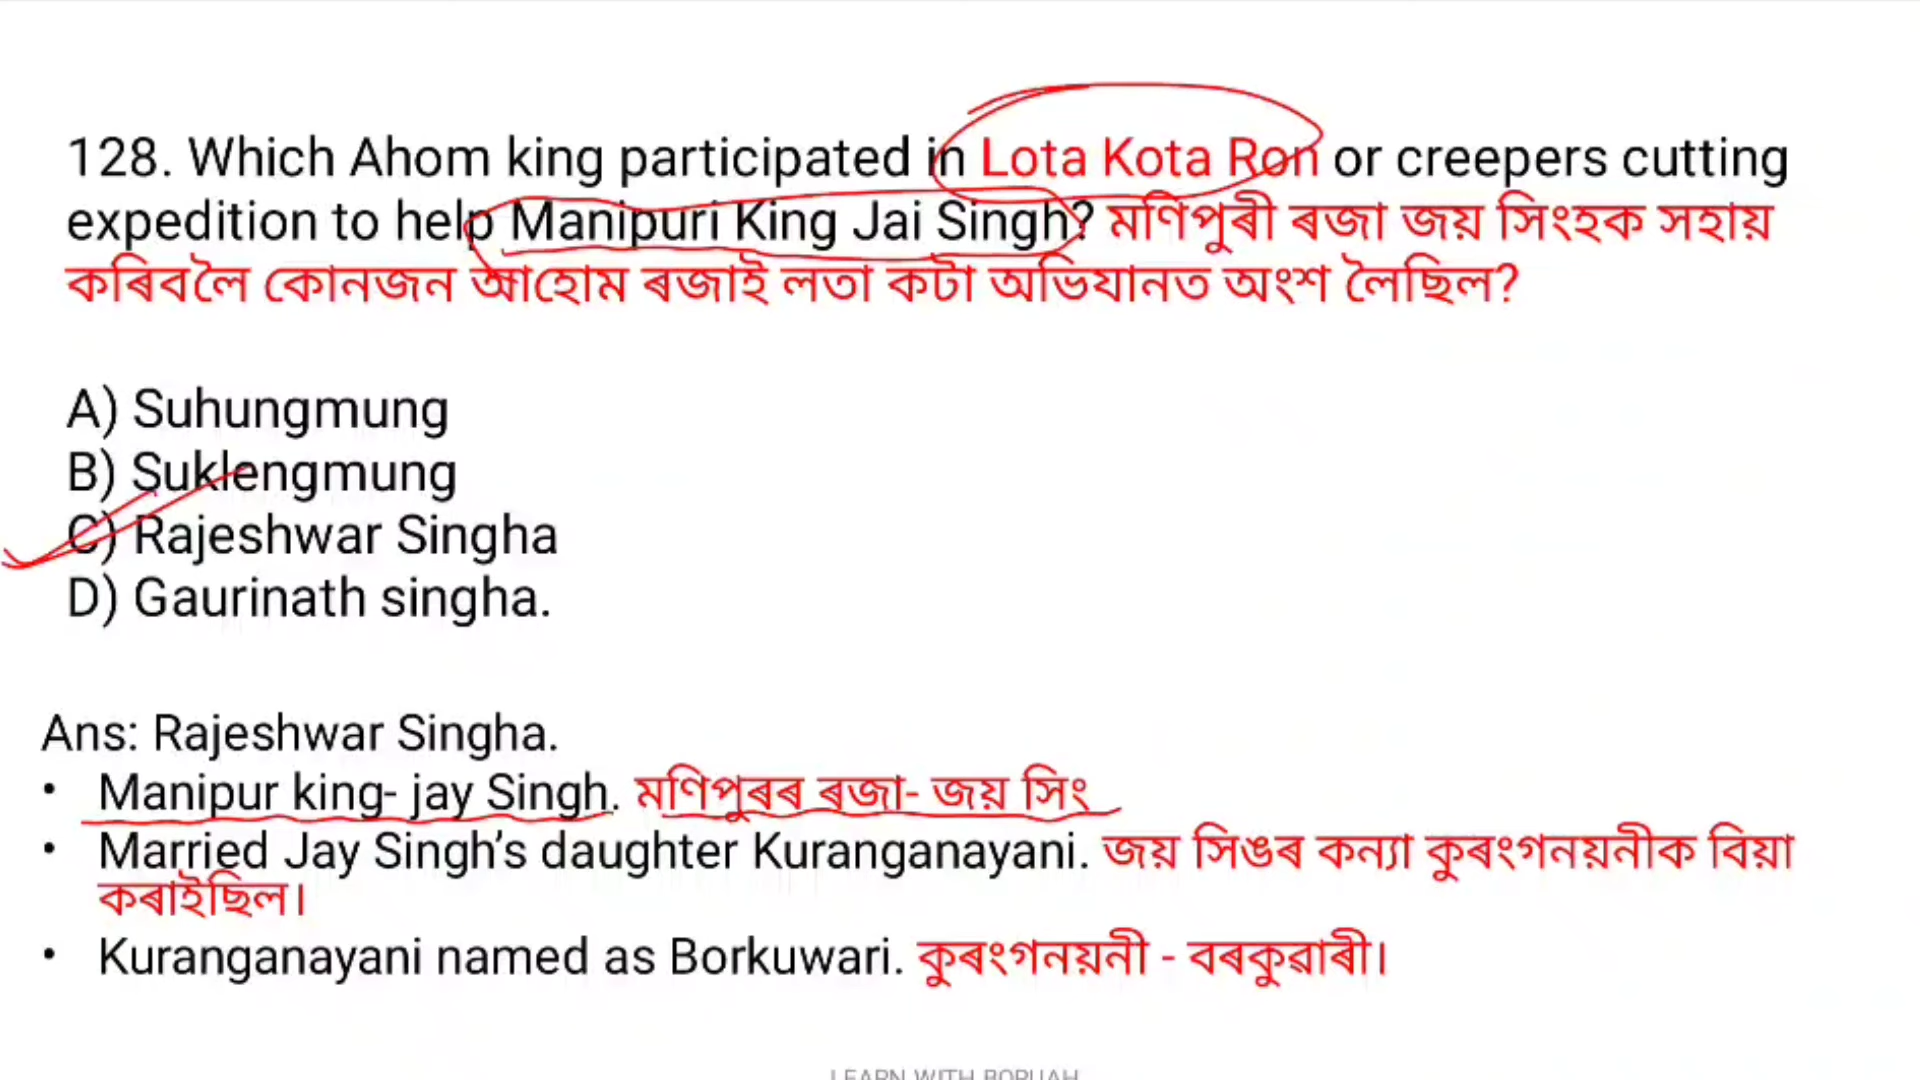 128. Which Ahom king participated in Lota Kota Ron or creepers cutting
expedition to help Manipuri King Jai Singh? মণিপুৰী ৰজা জয় সিংহক সহায়
কৰিবলৈ কোনজন আহোম ৰজাই লতা কটা অভিযানত অংশ লৈছিল?
A) Suhungmung
B) Suklengmung
C) Rajeshwar Singha
D) Gaurinath singha.
Ans: Rajeshwar Singha.
• Manipur king- jay Singh. মণিপুৰৰ ৰজা- জয় সিং
• Married Jay Singh's daughter Kuranganayani. জয় সিঙৰ কন্যা কুৰংগনয়নীক বিয়া
কৰাইছিল।
• Kuranganayani named as Borkuwari. কুৰংগনয়নী - বৰকুৱাৰী।
LEARN WITH BORUAH